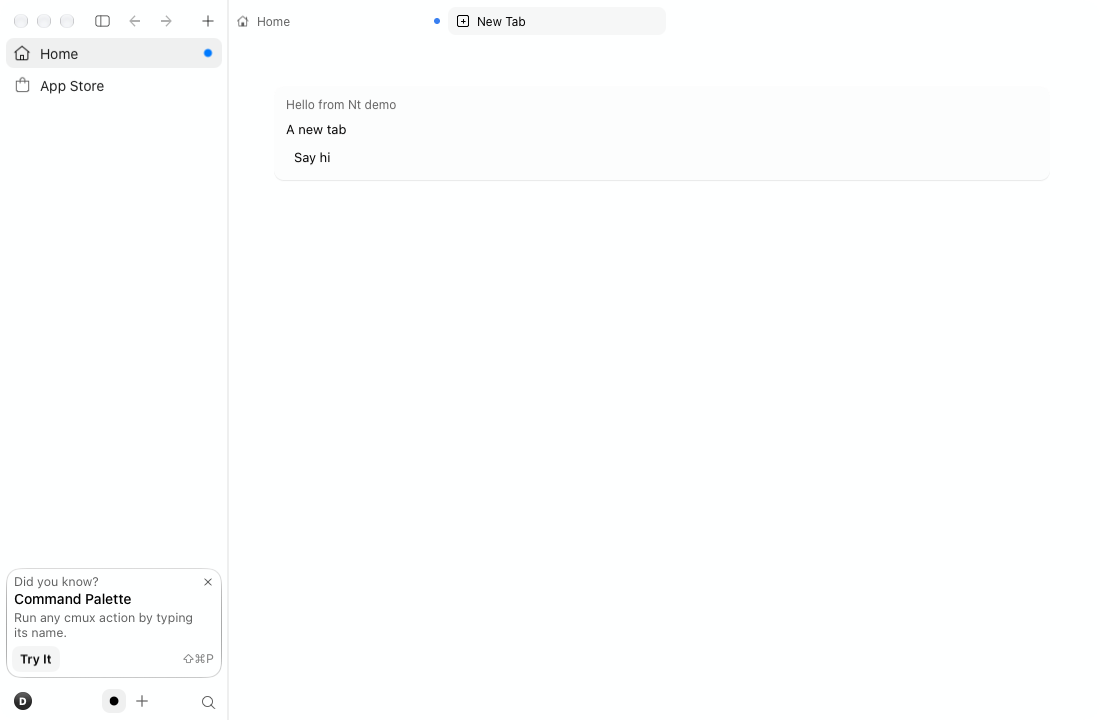 Home
New Tab
Home
App Store
Hello from Nt demo
A new tab
Say hi
Did you know?
Command Palette
Run any cmux action by typing
its name.
Try It
⇧⌘P
D